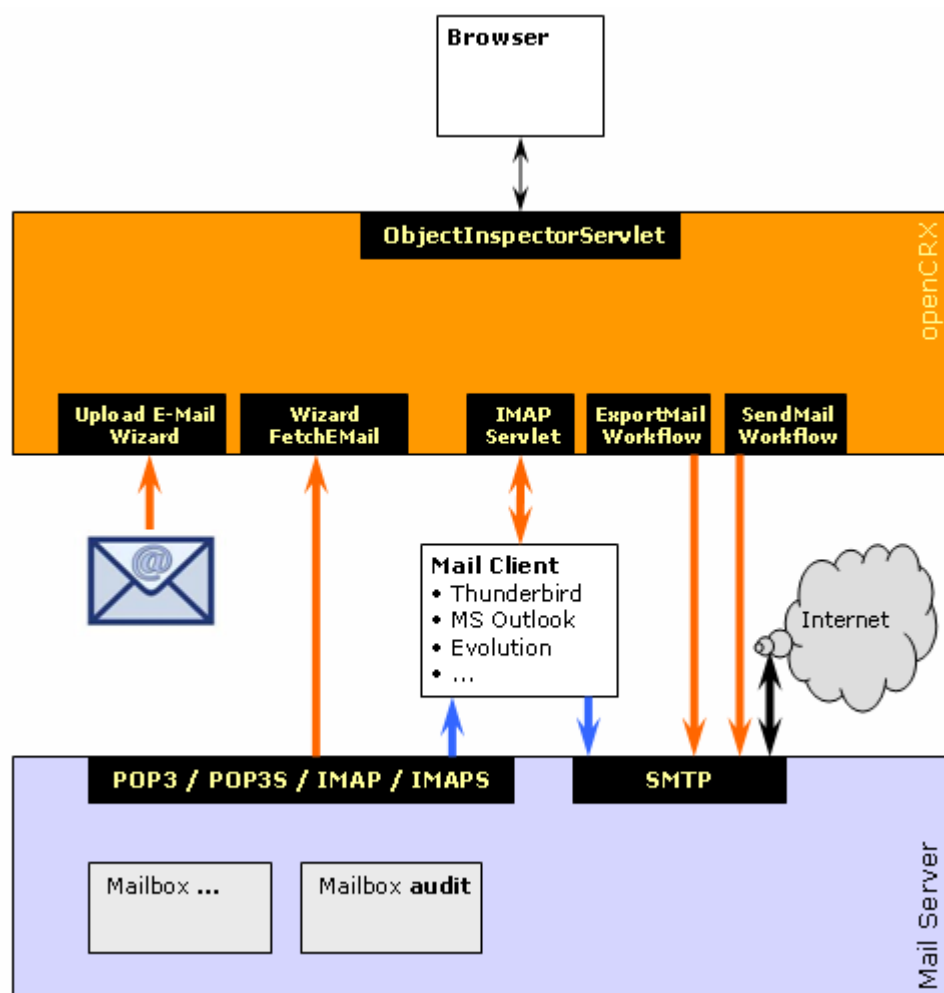 Browser
ObjectInspectorServlet
openCRX
Upload E-Mail
Wizard
Wizard
FetchEMail
IMAP
Servlet
ExportMail
Workflow
SendMail
Workflow
@
Mail Client
• Thunderbird
• MS Outlook
• Evolution
• ...
Internet
POP3 / POP3S / IMAP / IMAPS
SMTP
Mailbox ...
Mailbox audit
Mail Server